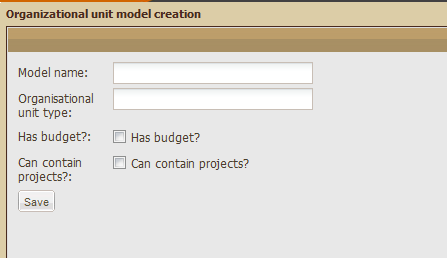 Organizational unit model creation
Model name:
Organisational
unit type:
Has budget?: Has budget?
Can contain Can contain projects?
projects?:
Save